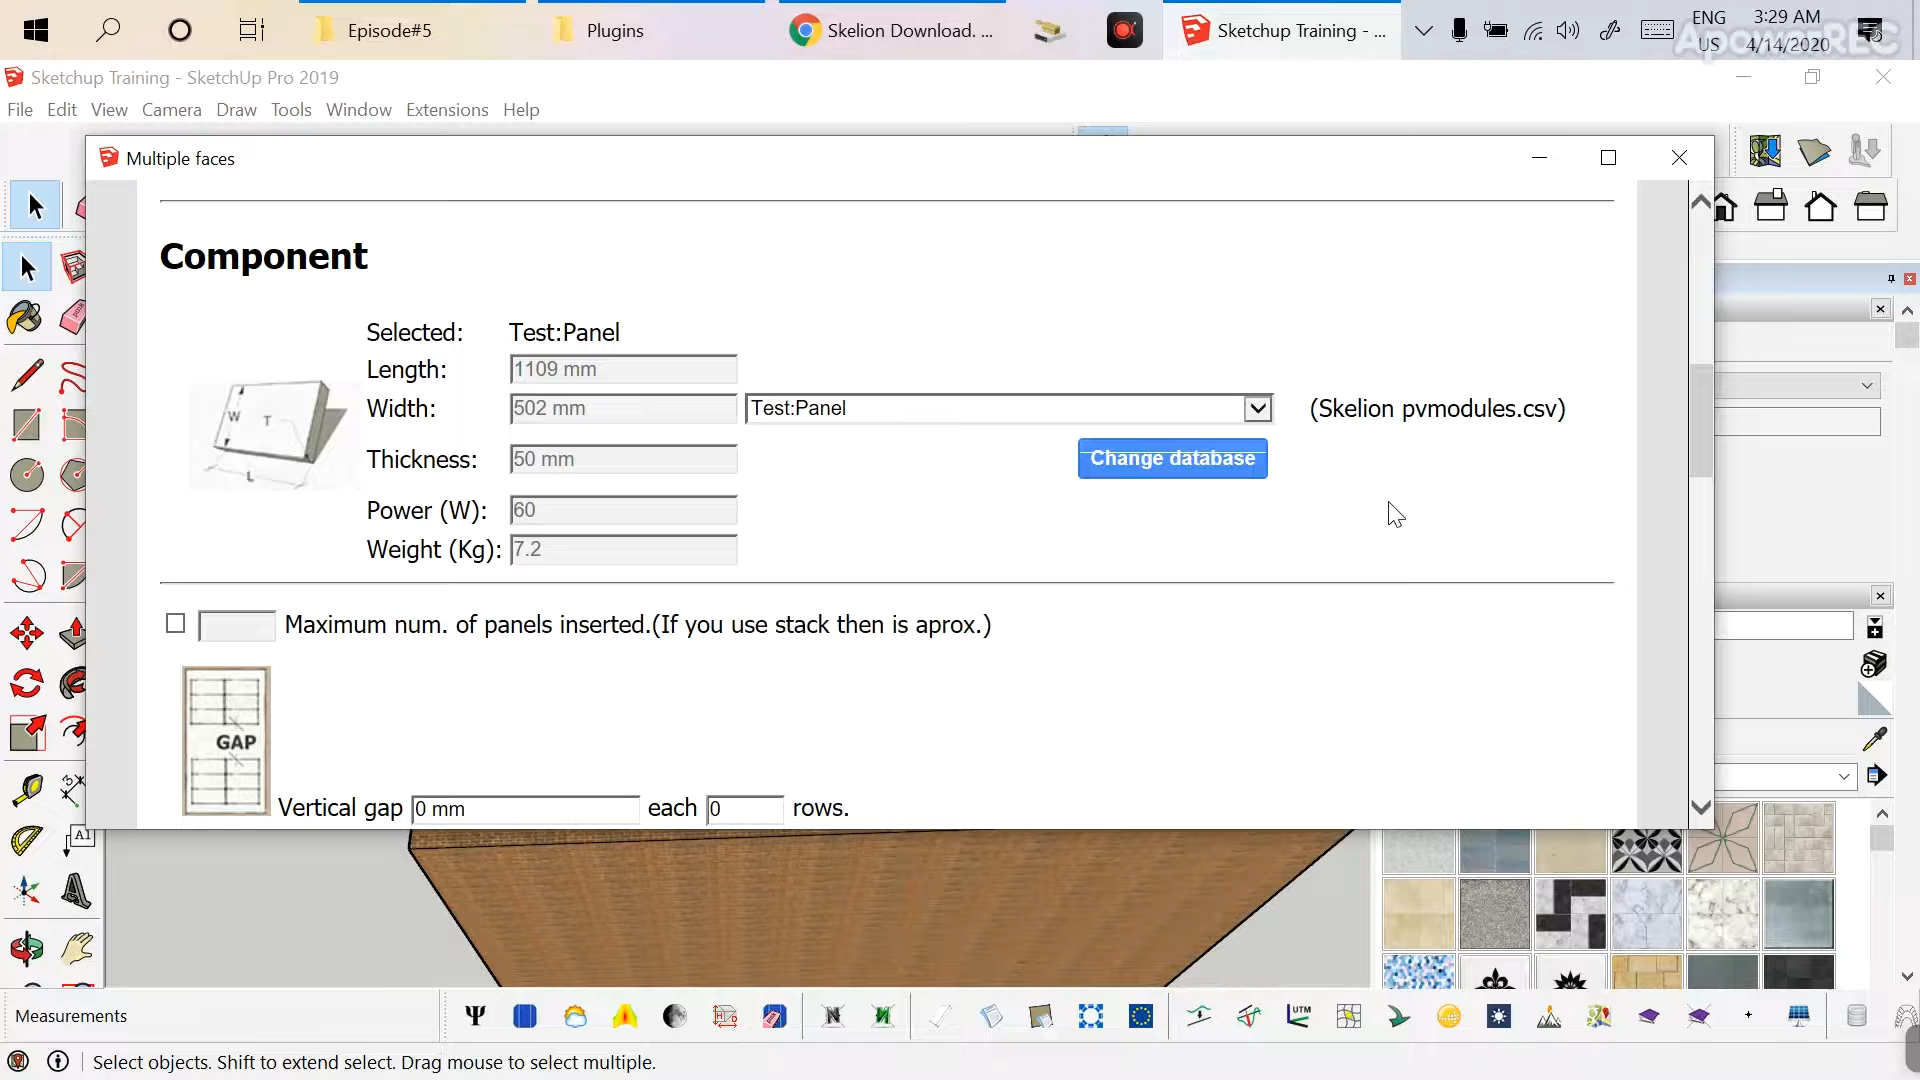 Episode#5
Plugins
Skelion Download. ...
Sketchup Training - ...
ENG
US
3:29 AM
4/14/2020
ApowerREC
Sketchup Training - SketchUp Pro 2019
File Edit View Camera Draw Tools Window Extensions Help
Multiple faces
Component
Selected: Test:Panel
Length: 1109 mm
Width: 502 mm Test:Panel (Skelion pvmodules.csv)
Thickness: 50 mm Change database
Power (W): 60
Weight (Kg): 7.2
W
T
L
Maximum num. of panels inserted.(If you use stack then is aprox.)
GAP
Vertical gap 0 mm each 0 rows.
A1
UTM
Measurements
Select objects. Shift to extend select. Drag mouse to select multiple.